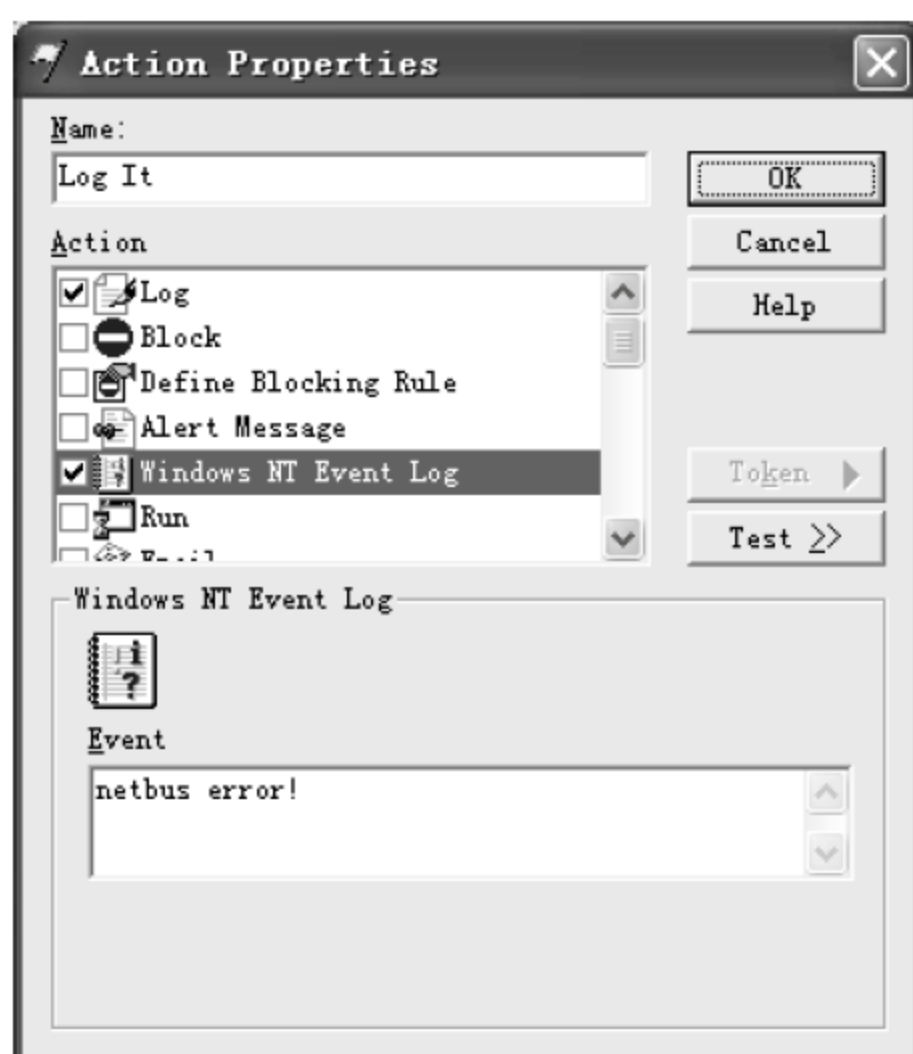 Action Properties
Name:
Log It
OK
Action
Cancel
Log
Help
Block
Define Blocking Rule
Alert Message
Windows NT Event Log
Token
Run
Test >>
Windows NT Event Log
Event
netbus error!